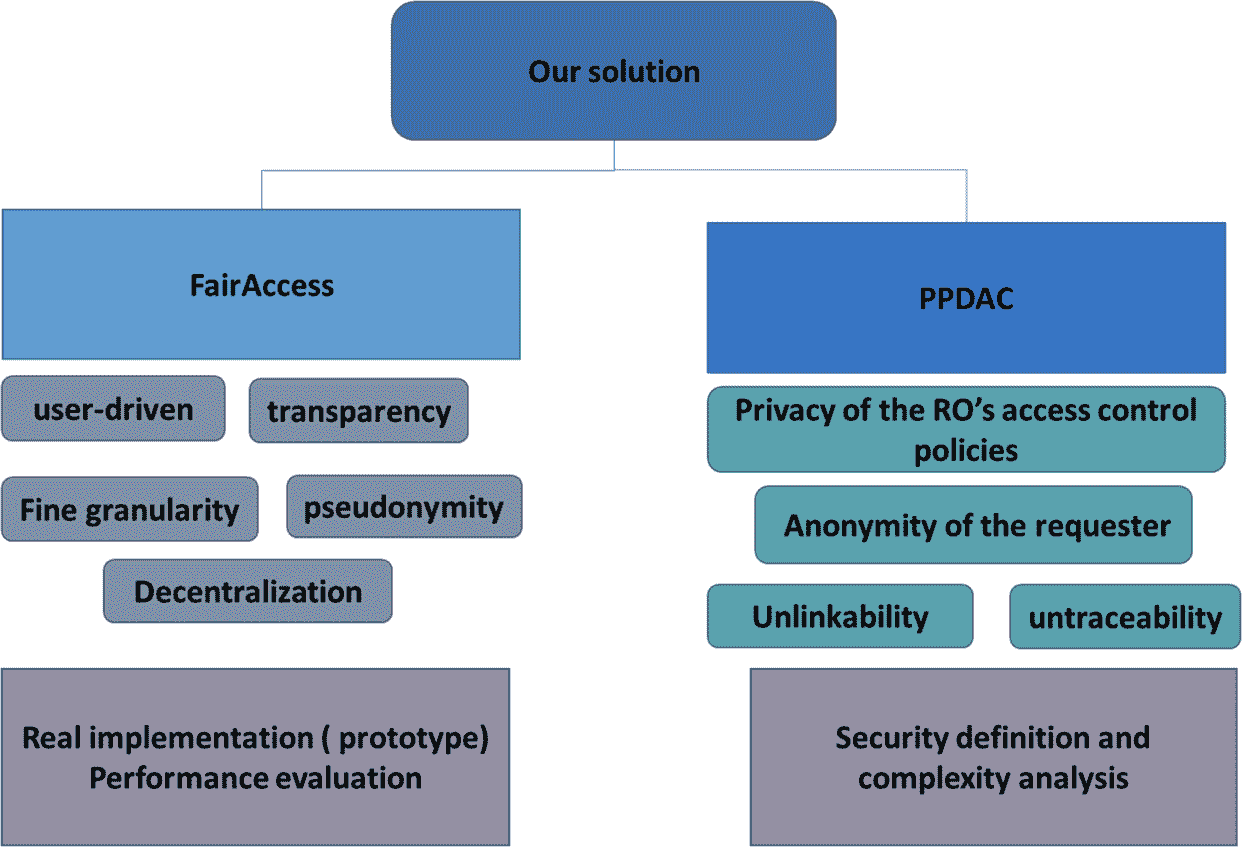 Our solution
FairAccess
user-driven
transparency
Fine granularity
pseudonymity
Decentralization
Real implementation ( prototype)
Performance evaluation
PPDAC
Privacy of the RO’s access control
policies
Anonymity of the requester
Unlinkability
untraceability
Security definition and
complexity analysis